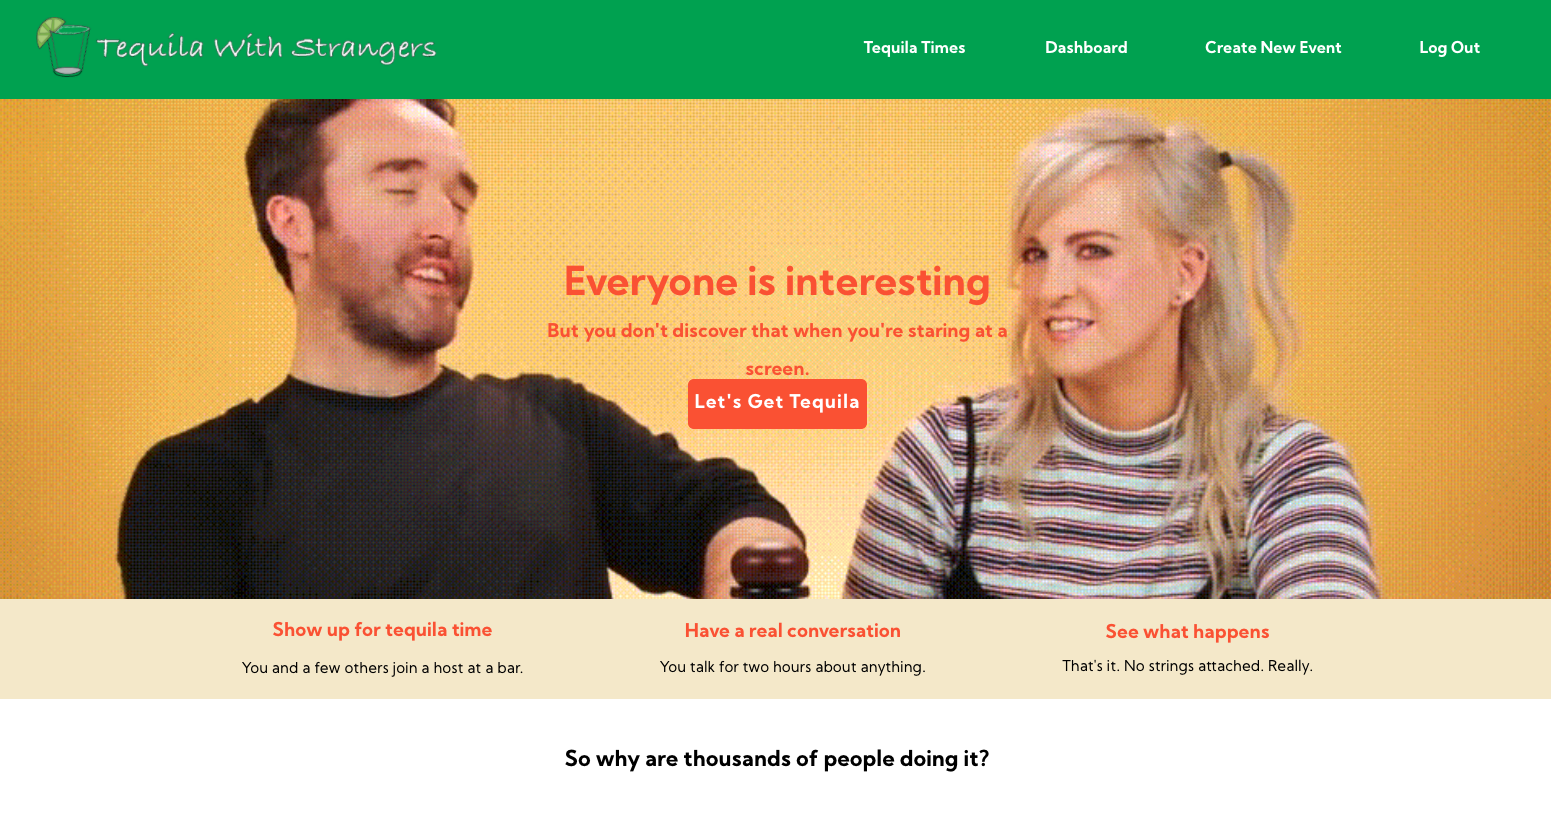 Tequila With Strangers
Tequila Times
Dashboard
Create New Event
Log Out
Everyone is interesting
But you don't discover that when you're staring at a
screen.
Let's Get Tequila
Show up for tequila time
You and a few others join a host at a bar.
Have a real conversation
You talk for two hours about anything.
See what happens
That's it. No strings attached. Really.
So why are thousands of people doing it?